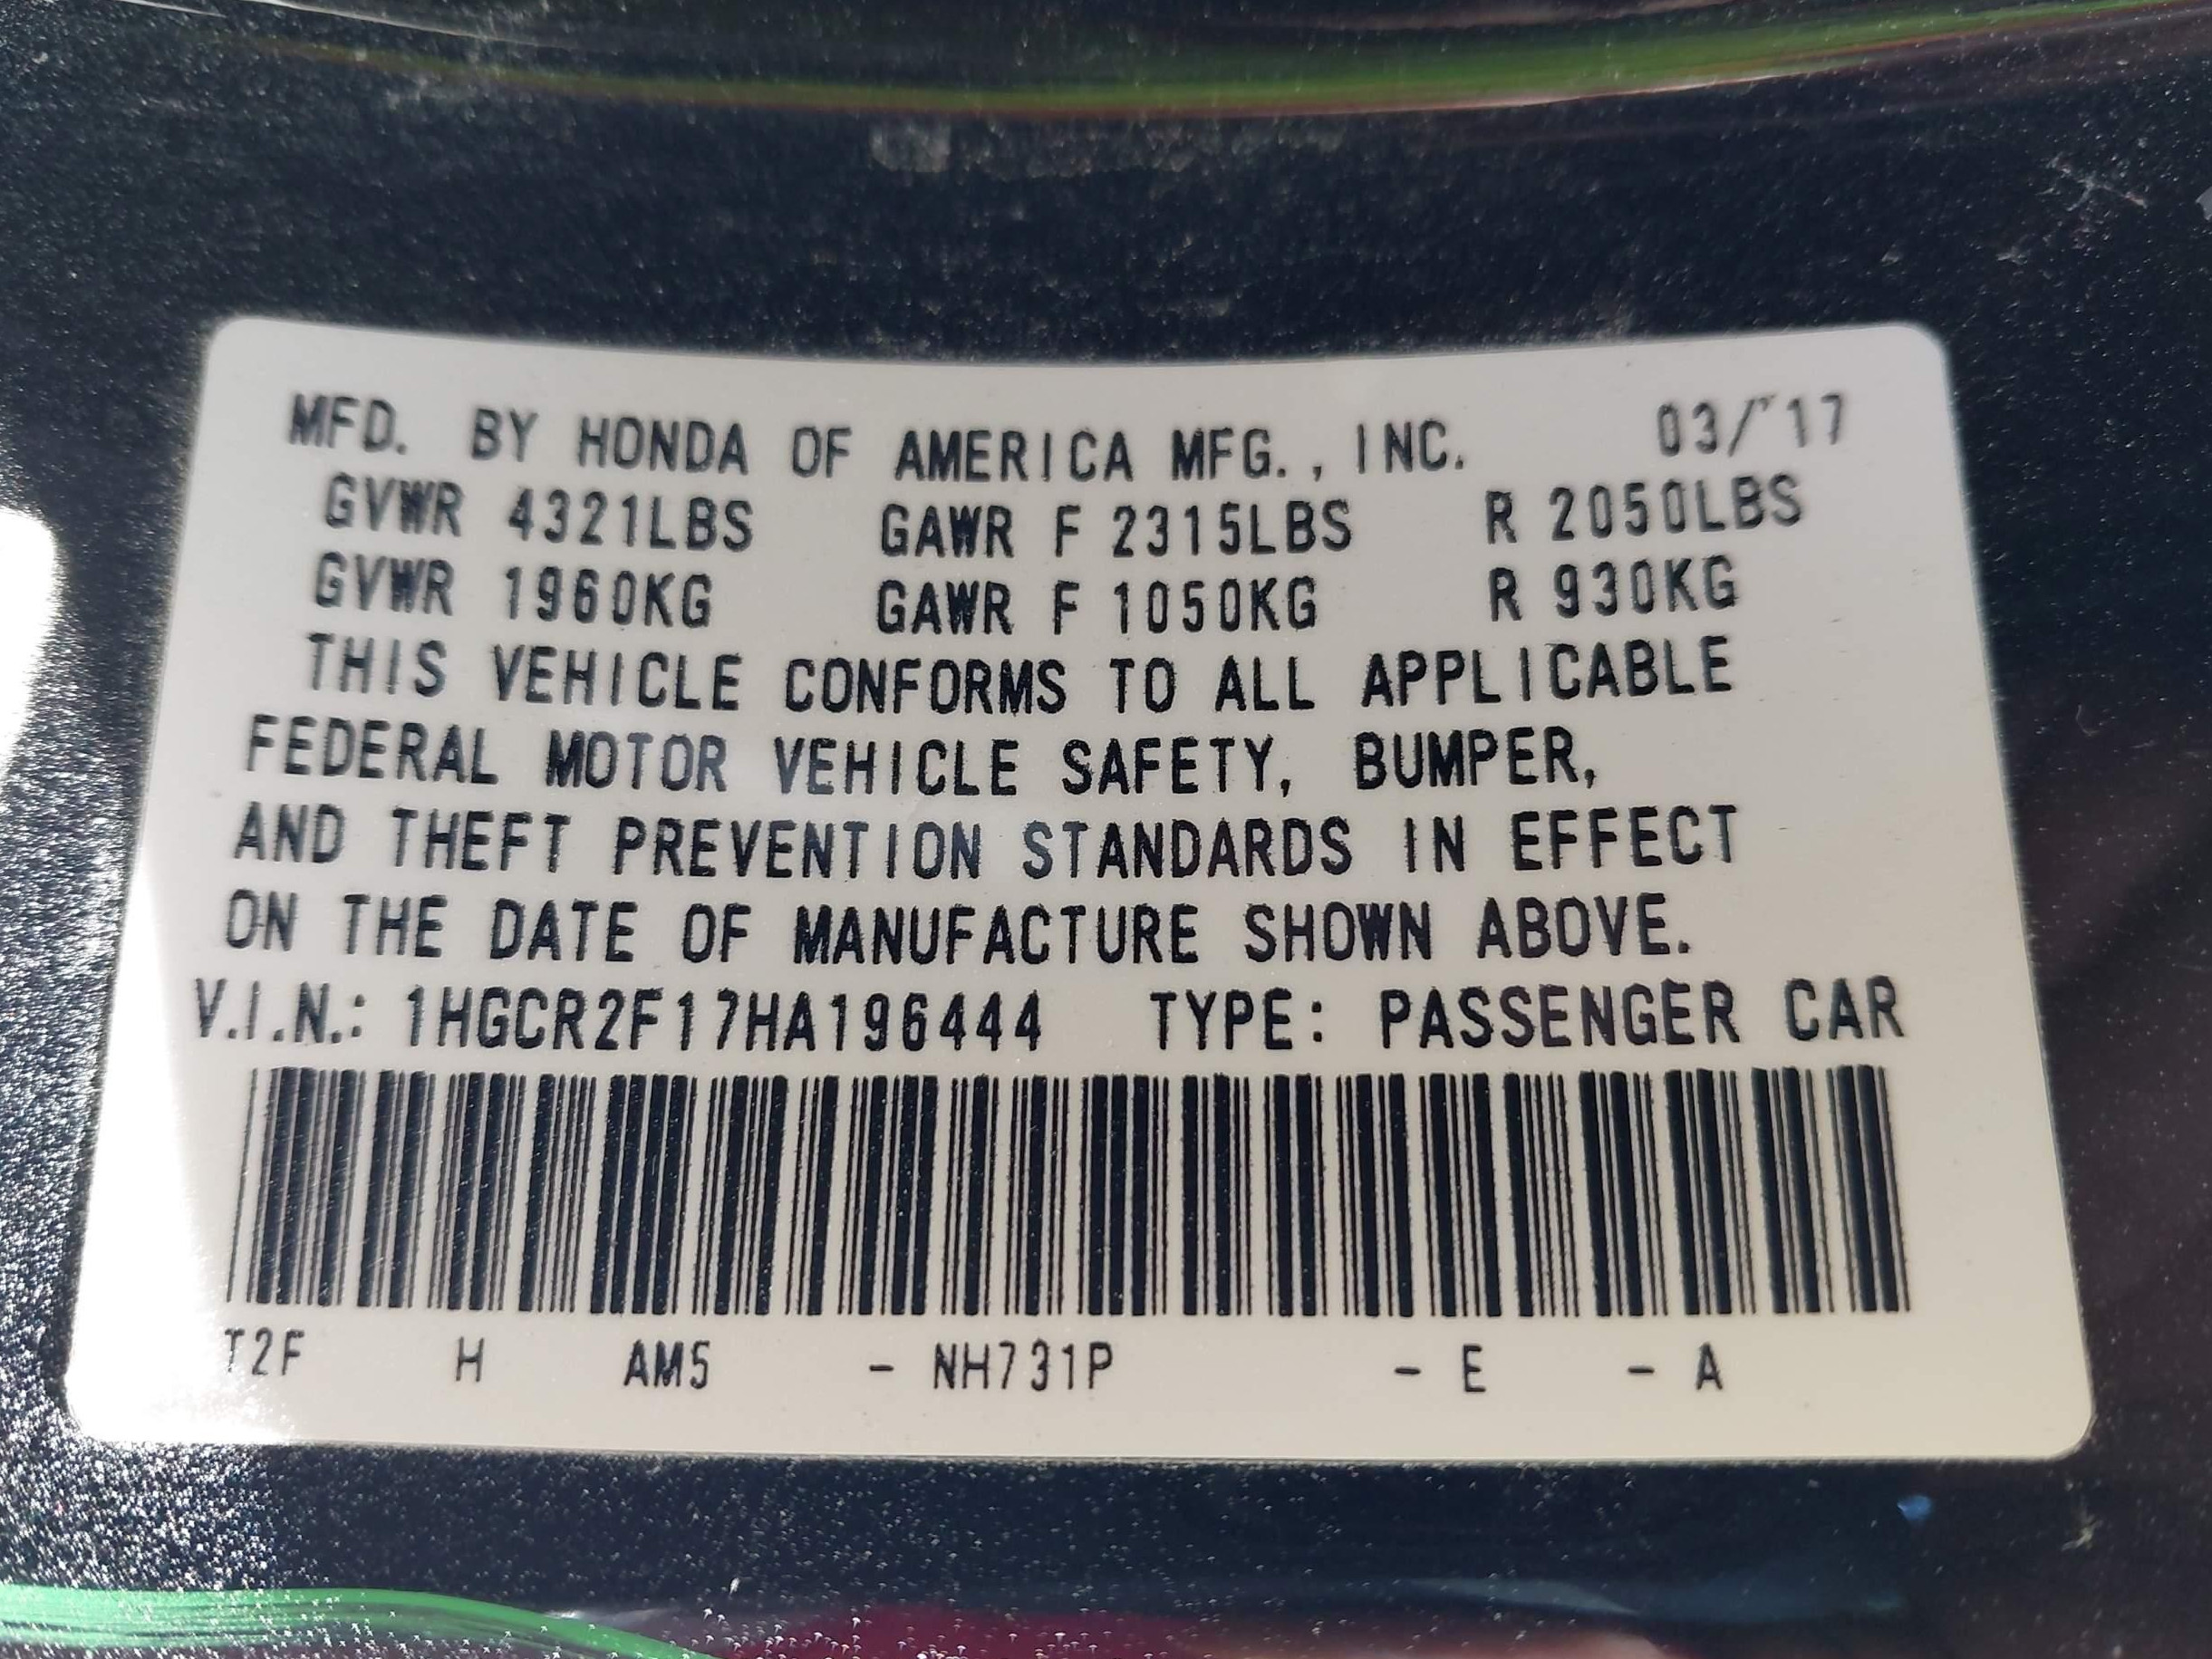 MFD. BY HONDA OF AMERICA MFG., INC. 03/'17
GVWR 4321LBS GAWR F 2315LBS R 2050LBS
GVWR 1960KG GAWR F 1050KG R 930KG
THIS VEHICLE CONFORMS TO ALL APPLICABLE
FEDERAL MOTOR VEHICLE SAFETY, BUMPER,
AND THEFT PREVENTION STANDARDS IN EFFECT
ON THE DATE OF MANUFACTURE SHOWN ABOVE.
V.I.N.: 1HGCR2F17HA196444 TYPE: PASSENGER CAR
T2F H AM5 - NH731P - E - A